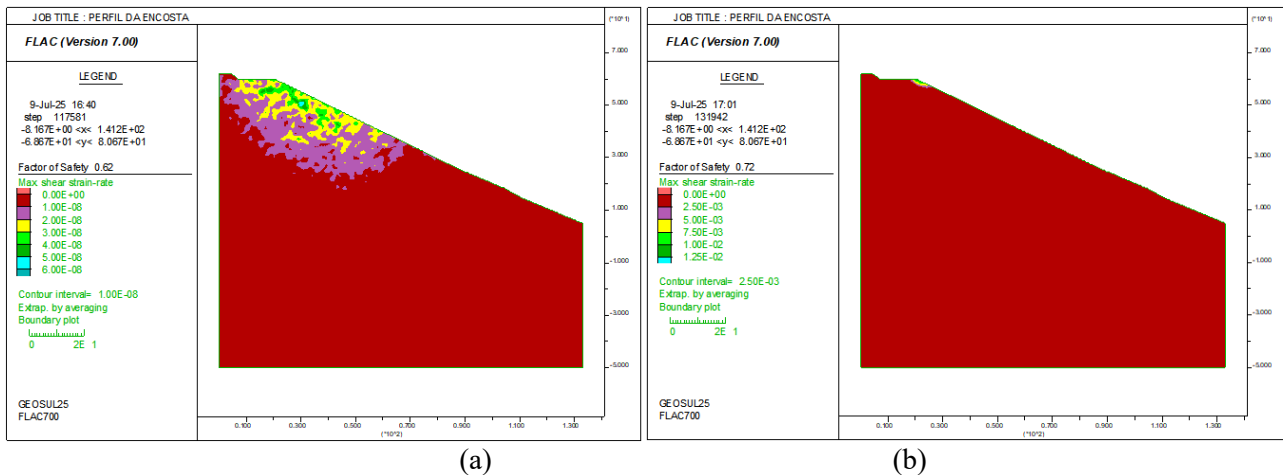 JOB TITLE : PERFIL DA ENCOSTA
(*10^1)
FLAC (Version 7.00)
LEGEND
9-Jul-25 16:40
step 117581
-8.167E+00 <x< 1.412E+02
-6.867E+01 <y< 8.067E+01
Factor of Safety 0.62
Max. shear strain-rate
0.00E+00
1.00E-08
2.00E-08
3.00E-08
4.00E-08
5.00E-08
6.00E-08
Contour interval= 1.00E-08
Extrap. by averaging
Boundary plot
0 2E 1
GEOSUL25
FLAC700
7.000
5.000
3.000
1.000
-1.000
-3.000
-5.000
0.100 0.300 0.500 0.700 0.900 1.100 1.300
(*10^2)
(a)
JOB TITLE : PERFIL DA ENCOSTA
(*10^1)
FLAC (Version 7.00)
LEGEND
9-Jul-25 17:01
step 131942
-8.167E+00 <x< 1.412E+02
-6.867E+01 <y< 8.067E+01
Factor of Safety 0.72
Max. shear strain-rate
0.00E+00
2.50E-03
5.00E-03
7.50E-03
1.00E-02
1.25E-02
Contour interval= 2.50E-03
Extrap. by averaging
Boundary plot
0 2E 1
GEOSUL25
FLAC700
7.000
5.000
3.000
1.000
-1.000
-3.000
-5.000
0.100 0.300 0.500 0.700 0.900 1.100 1.300
(*10^2)
(b)